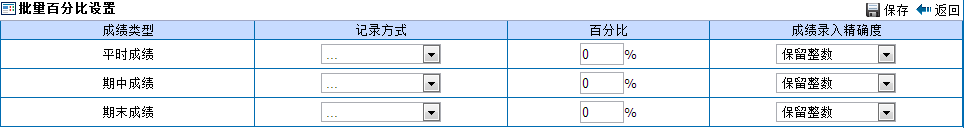 批量百分比设置 保存 返回
成绩类型 记录方式 百分比 成绩录入精确度
平时成绩 ... 0 % 保留整数
期中成绩 ... 0 % 保留整数
期末成绩 ... 0 % 保留整数